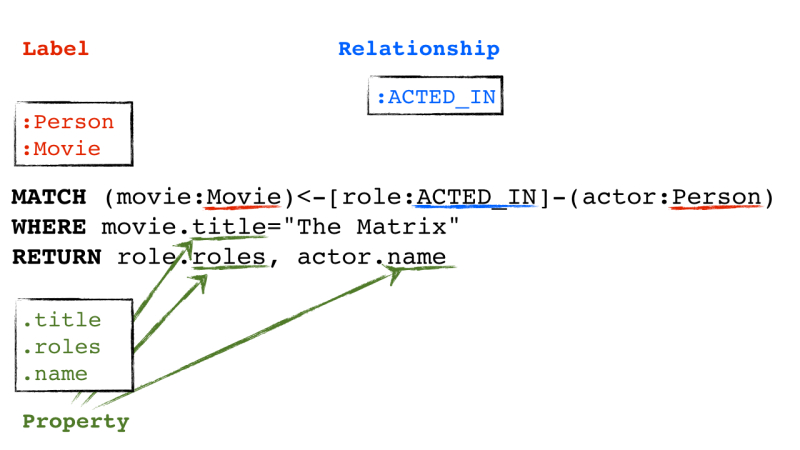 Label
Relationship
:ACTED_IN
:Person
:Movie
MATCH (movie:Movie)<-[role:ACTED_IN]-(actor:Person)
WHERE movie.title="The Matrix"
RETURN role.roles, actor.name
.title
.roles
.name
Property